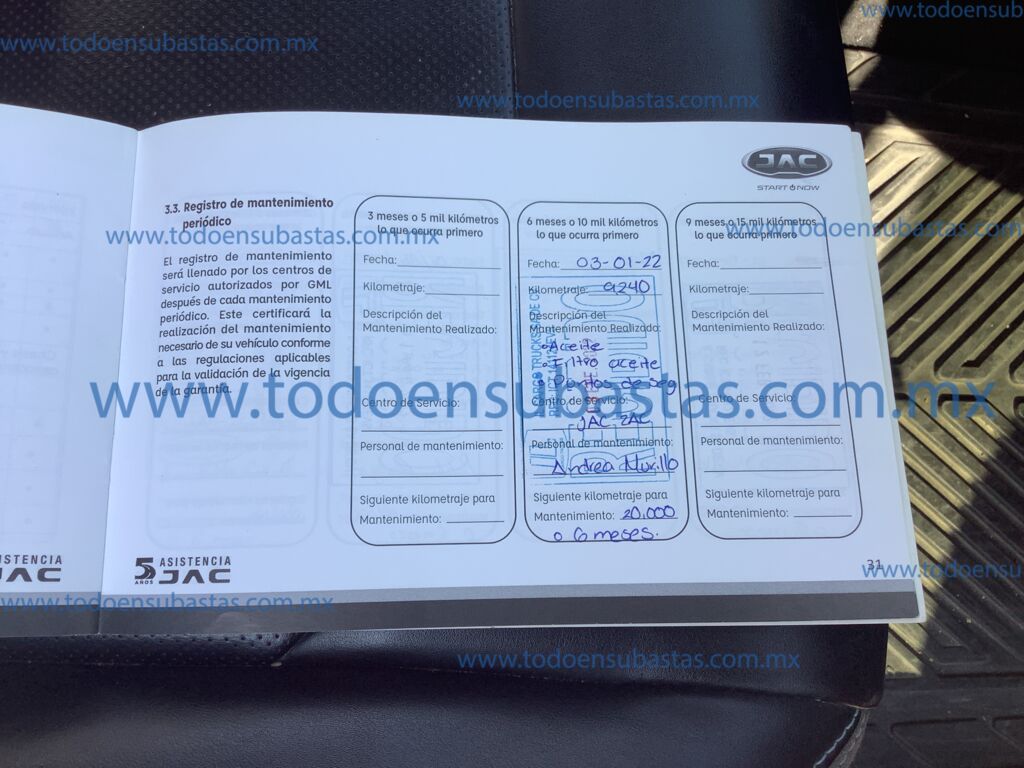 www.todoensubastas.com.mx
www.todoensub
www.todoensubastas.com.mx
JAC
START NOW
3.3. Registro de mantenimiento
periódico
www.todoensubastas.com.mx
www.todoensub
El registro de mantenimiento
será llenado por los centros de
servicio autorizados por GML
después de cada mantenimiento
periódico. Este certificará la
realización del mantenimiento
necesario de su vehículo conforme
a las regulaciones aplicables
para la validación de la vigencia
de la garantía.
3 meses o 5 mil kilómetros
lo que ocurra primero
Fecha:
Kilometraje:
Descripción del
Mantenimiento Realizado:
Centro de Servicio:
Personal de mantenimiento:
Siguiente kilometraje para
Mantenimiento:
6 meses o 10 mil kilómetros
lo que ocurra primero
Fecha: 03-01-22
Kilometraje: 9240
Descripción del
Mantenimiento Realizado:
Aceite
Filtro aceite
Puntos de seg
Centro de Servicio:
JAC ZAC
Personal de mantenimiento:
Andrea Murillo
Siguiente kilometraje para
Mantenimiento: 20,000
o 6 meses.
9 meses o 15 mil kilómetros
lo que ocurra primero
Fecha:
Kilometraje:
Descripción del
Mantenimiento Realizado:
Centro de Servicio:
Personal de mantenimiento:
Siguiente kilometraje para
Mantenimiento:
www.todoensubastas.com.mx
ISTENCIA
JAC
5 AÑOS ASISTENCIA
JAC
31
www.todoensu
www.todoensubastas.com.mx
www.todoensubastas.com.mx